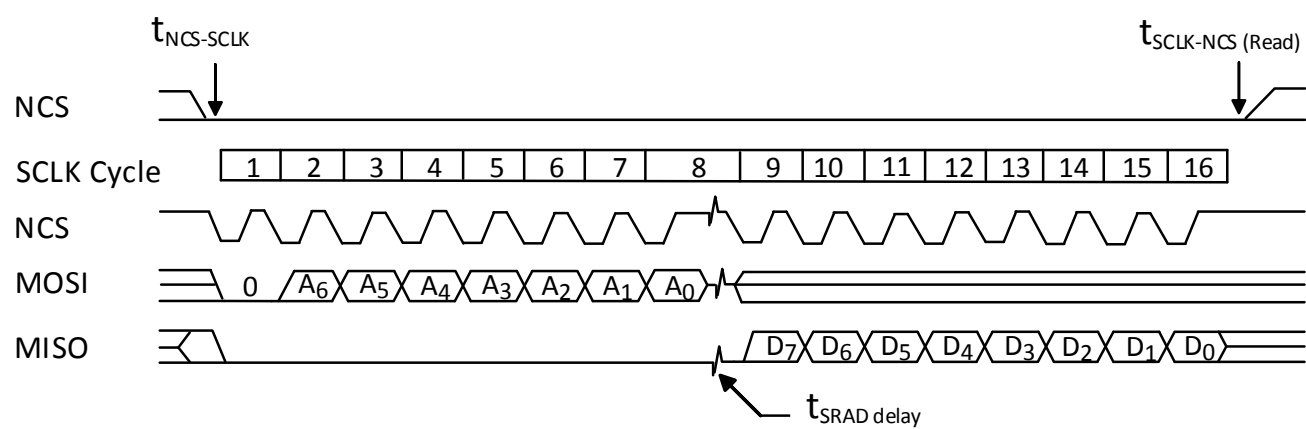 tNCS-SCLK
tSCLK-NCS (Read)
NCS
SCLK Cycle 1 2 3 4 5 6 7 8 9 10 11 12 13 14 15 16
NCS
MOSI 0 A6 A5 A4 A3 A2 A1 A0
MISO D7 D6 D5 D4 D3 D2 D1 D0
tSRAD delay